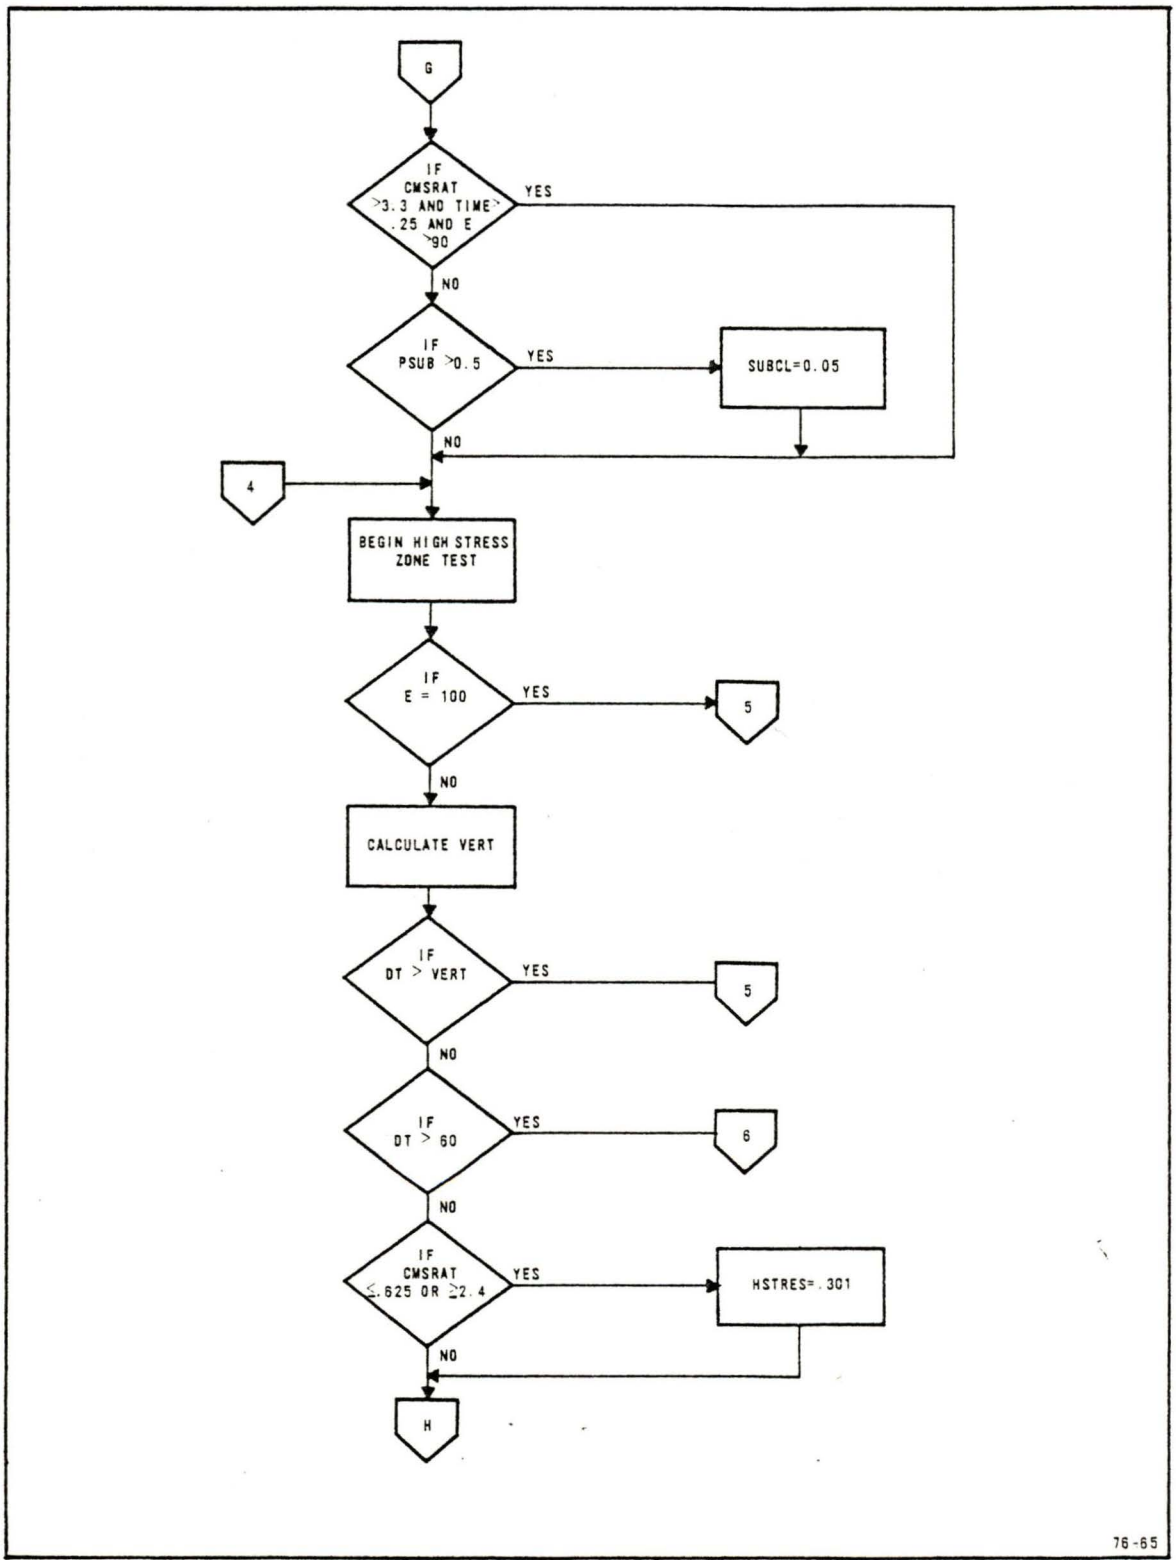 G
IF
CMSRAT
>3.3 AND TIME>
.25 AND E
>90
YES
NO
IF
PSUB >0.5
YES
SUBCL=0.05
NO
4
BEGIN HIGH STRESS
ZONE TEST
IF
E = 100
YES
5
NO
CALCULATE VERT
IF
DT > VERT
YES
5
NO
IF
DT > 60
YES
6
NO
IF
CMSRAT
≤.625 OR ≥2.4
YES
HSTRES=.301
NO
H
76-65